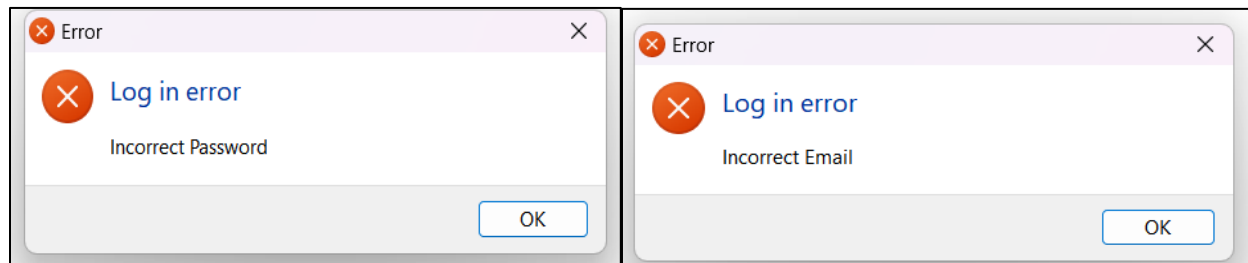 Error
Log in error
Incorrect Password
OK
Error
Log in error
Incorrect Email
OK